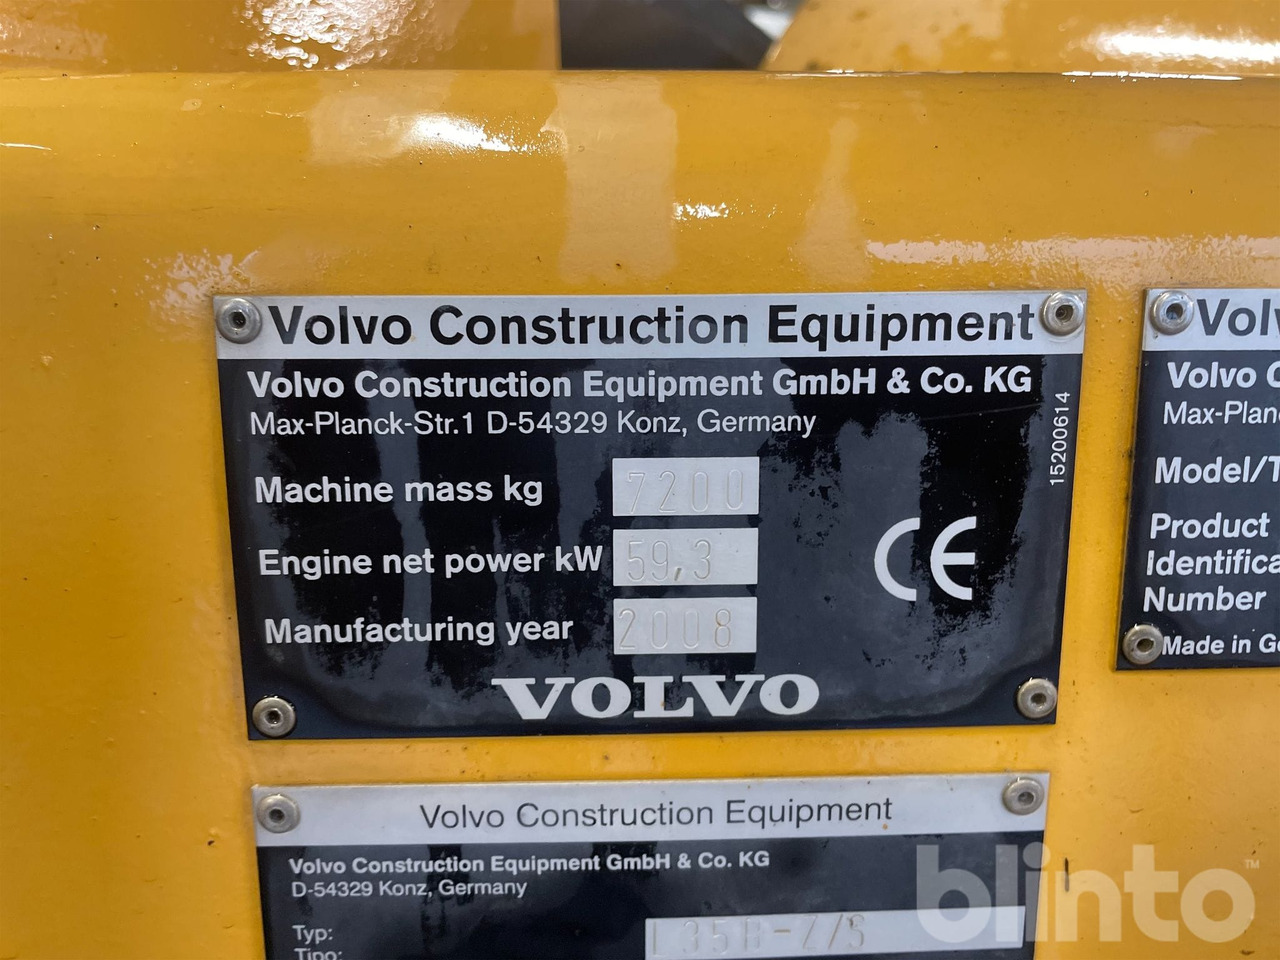 Volvo Construction Equipment
Volvo Construction Equipment GmbH & Co. KG
Max-Planck-Str.1 D-54329 Konz, Germany
15200614
Machine mass kg 7200
Engine net power kW 59,3
Manufacturing year 2008
CE
VOLVO
Volv
Volvo C
Max-Planc
Model/T
Product
Identifica
Number
Made in Ge
Volvo Construction Equipment
Volvo Construction Equipment GmbH & Co. KG
D-54329 Konz, Germany
Typ: L35B-Z/S
Tipo:
blinto™